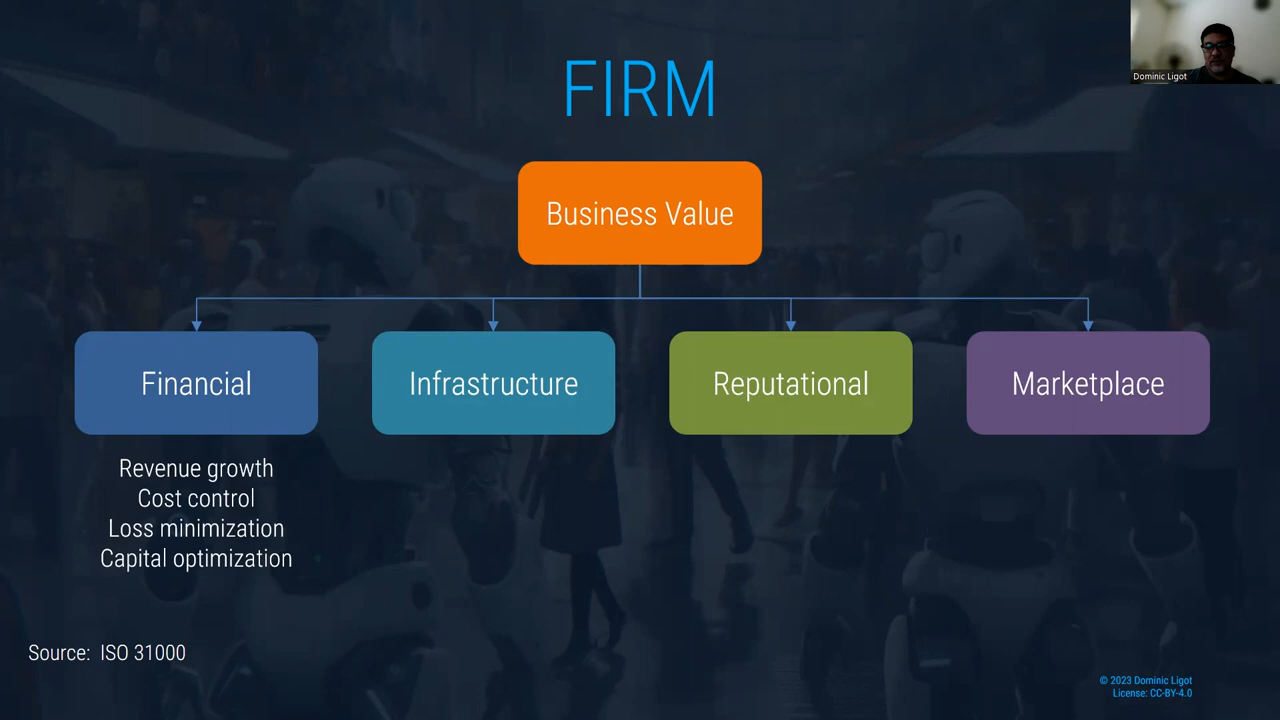 Dominic Ligot
FIRM
Business Value
Financial
Infrastructure
Reputational
Marketplace
Revenue growth
Cost control
Loss minimization
Capital optimization
Source: ISO 31000
© 2023 Dominic Ligot
License: CC-BY-4.0